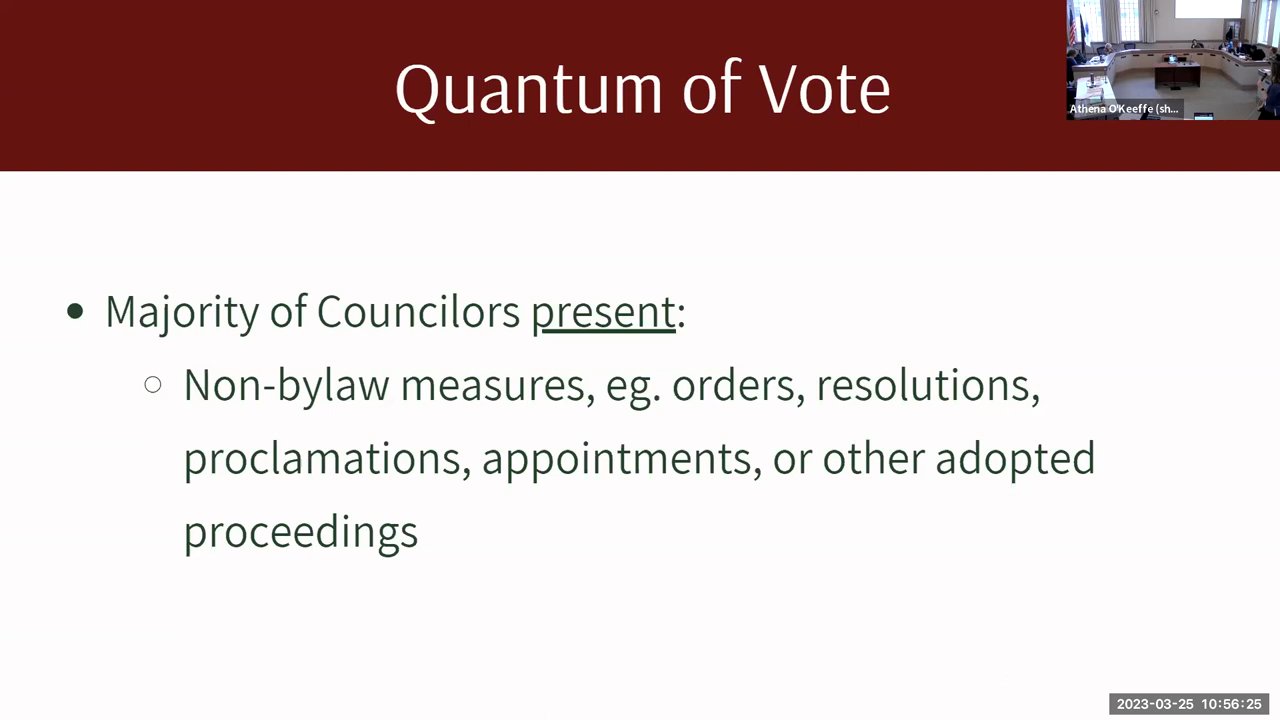 Quantum of Vote
Athena O'Keeffe (sh...
• Majority of Councilors present:
○ Non-bylaw measures, eg. orders, resolutions,
proclamations, appointments, or other adopted
proceedings
2023-03-25 10:56:25